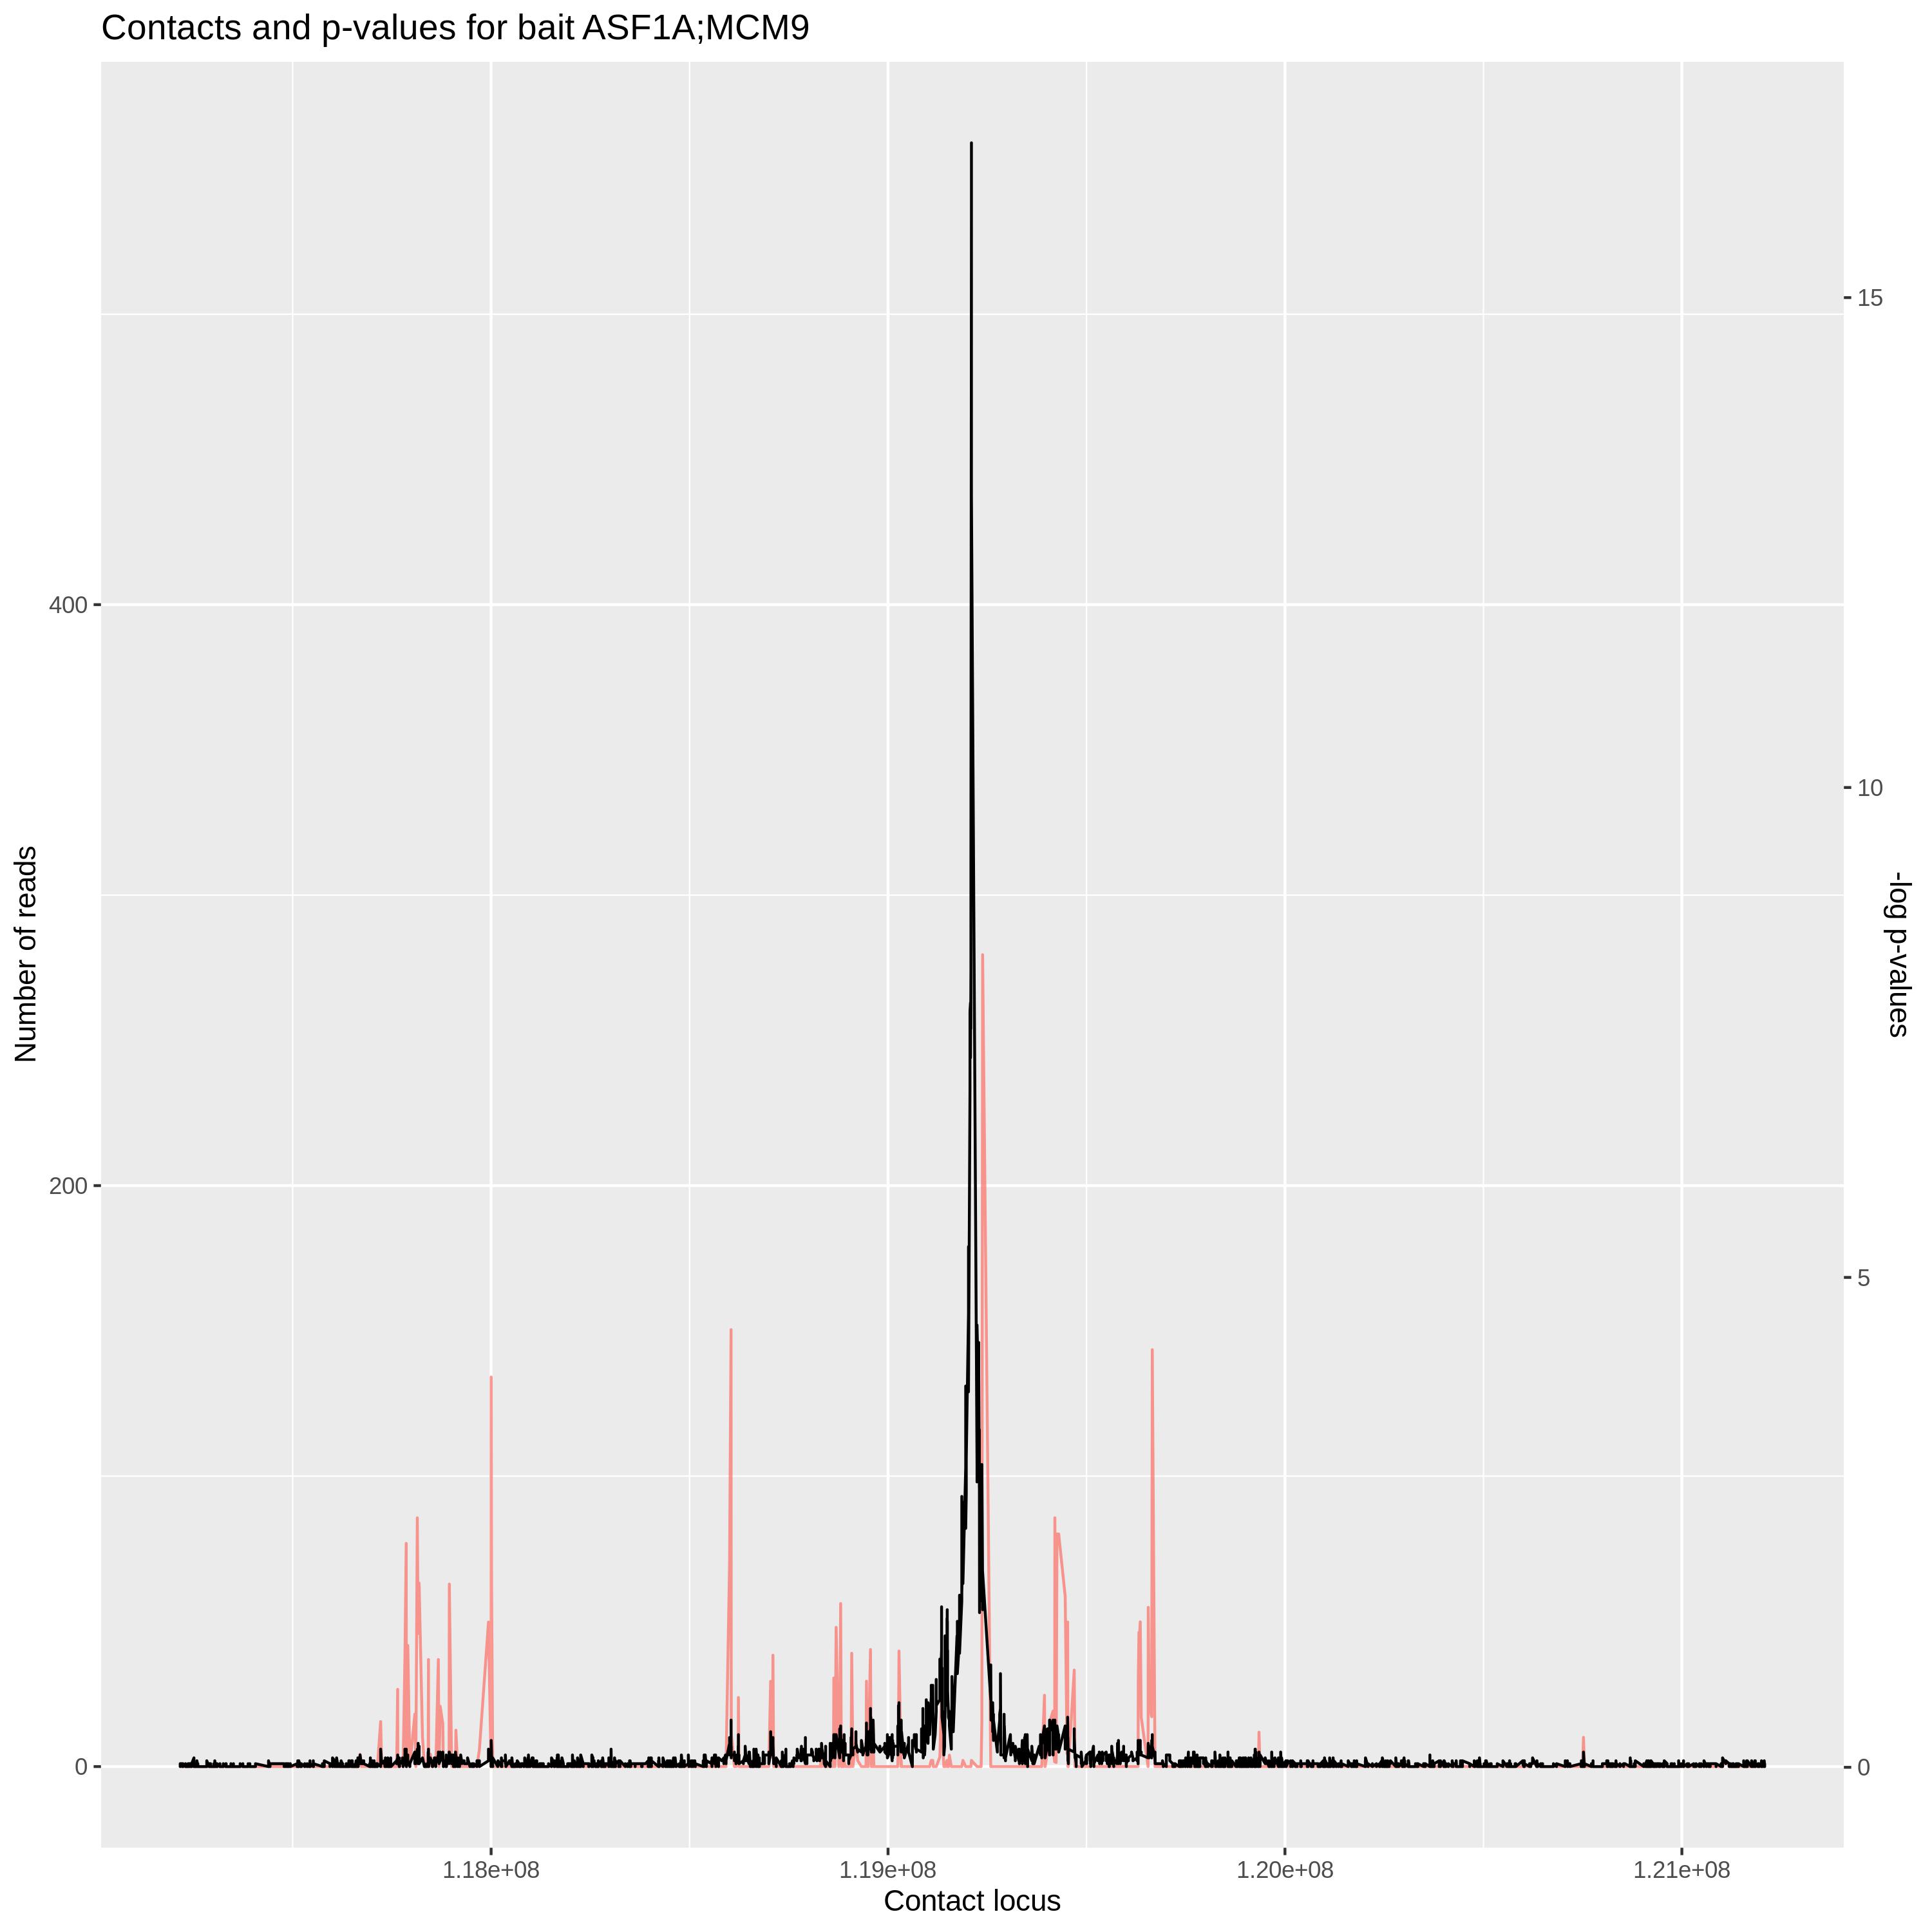 Contacts and p-values for bait ASF1A;MCM9
Number of reads
400
200
0
15
10
5
0
-log p-values
1.18e+08
1.19e+08
1.20e+08
1.21e+08
Contact locus